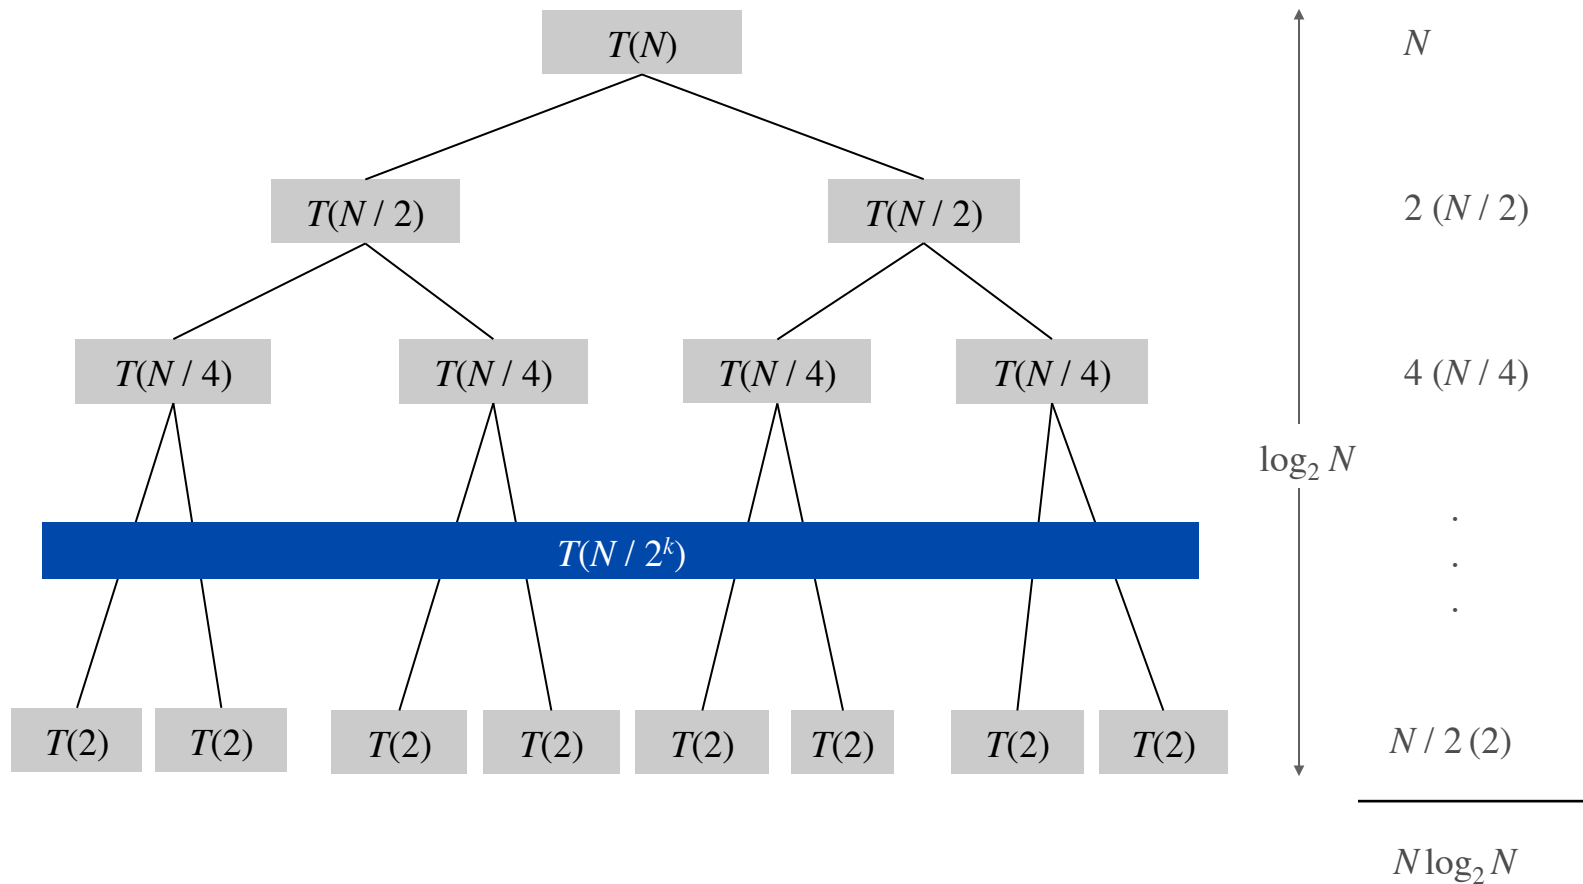 T(N) N
T(N / 2) T(N / 2) 2 (N / 2)
T(N / 4) T(N / 4) T(N / 4) T(N / 4) 4 (N / 4)
log₂ N
T(N / 2ᵏ)
.
.
.
T(2) T(2) T(2) T(2) T(2) T(2) T(2) T(2) N / 2 (2)
N log₂ N